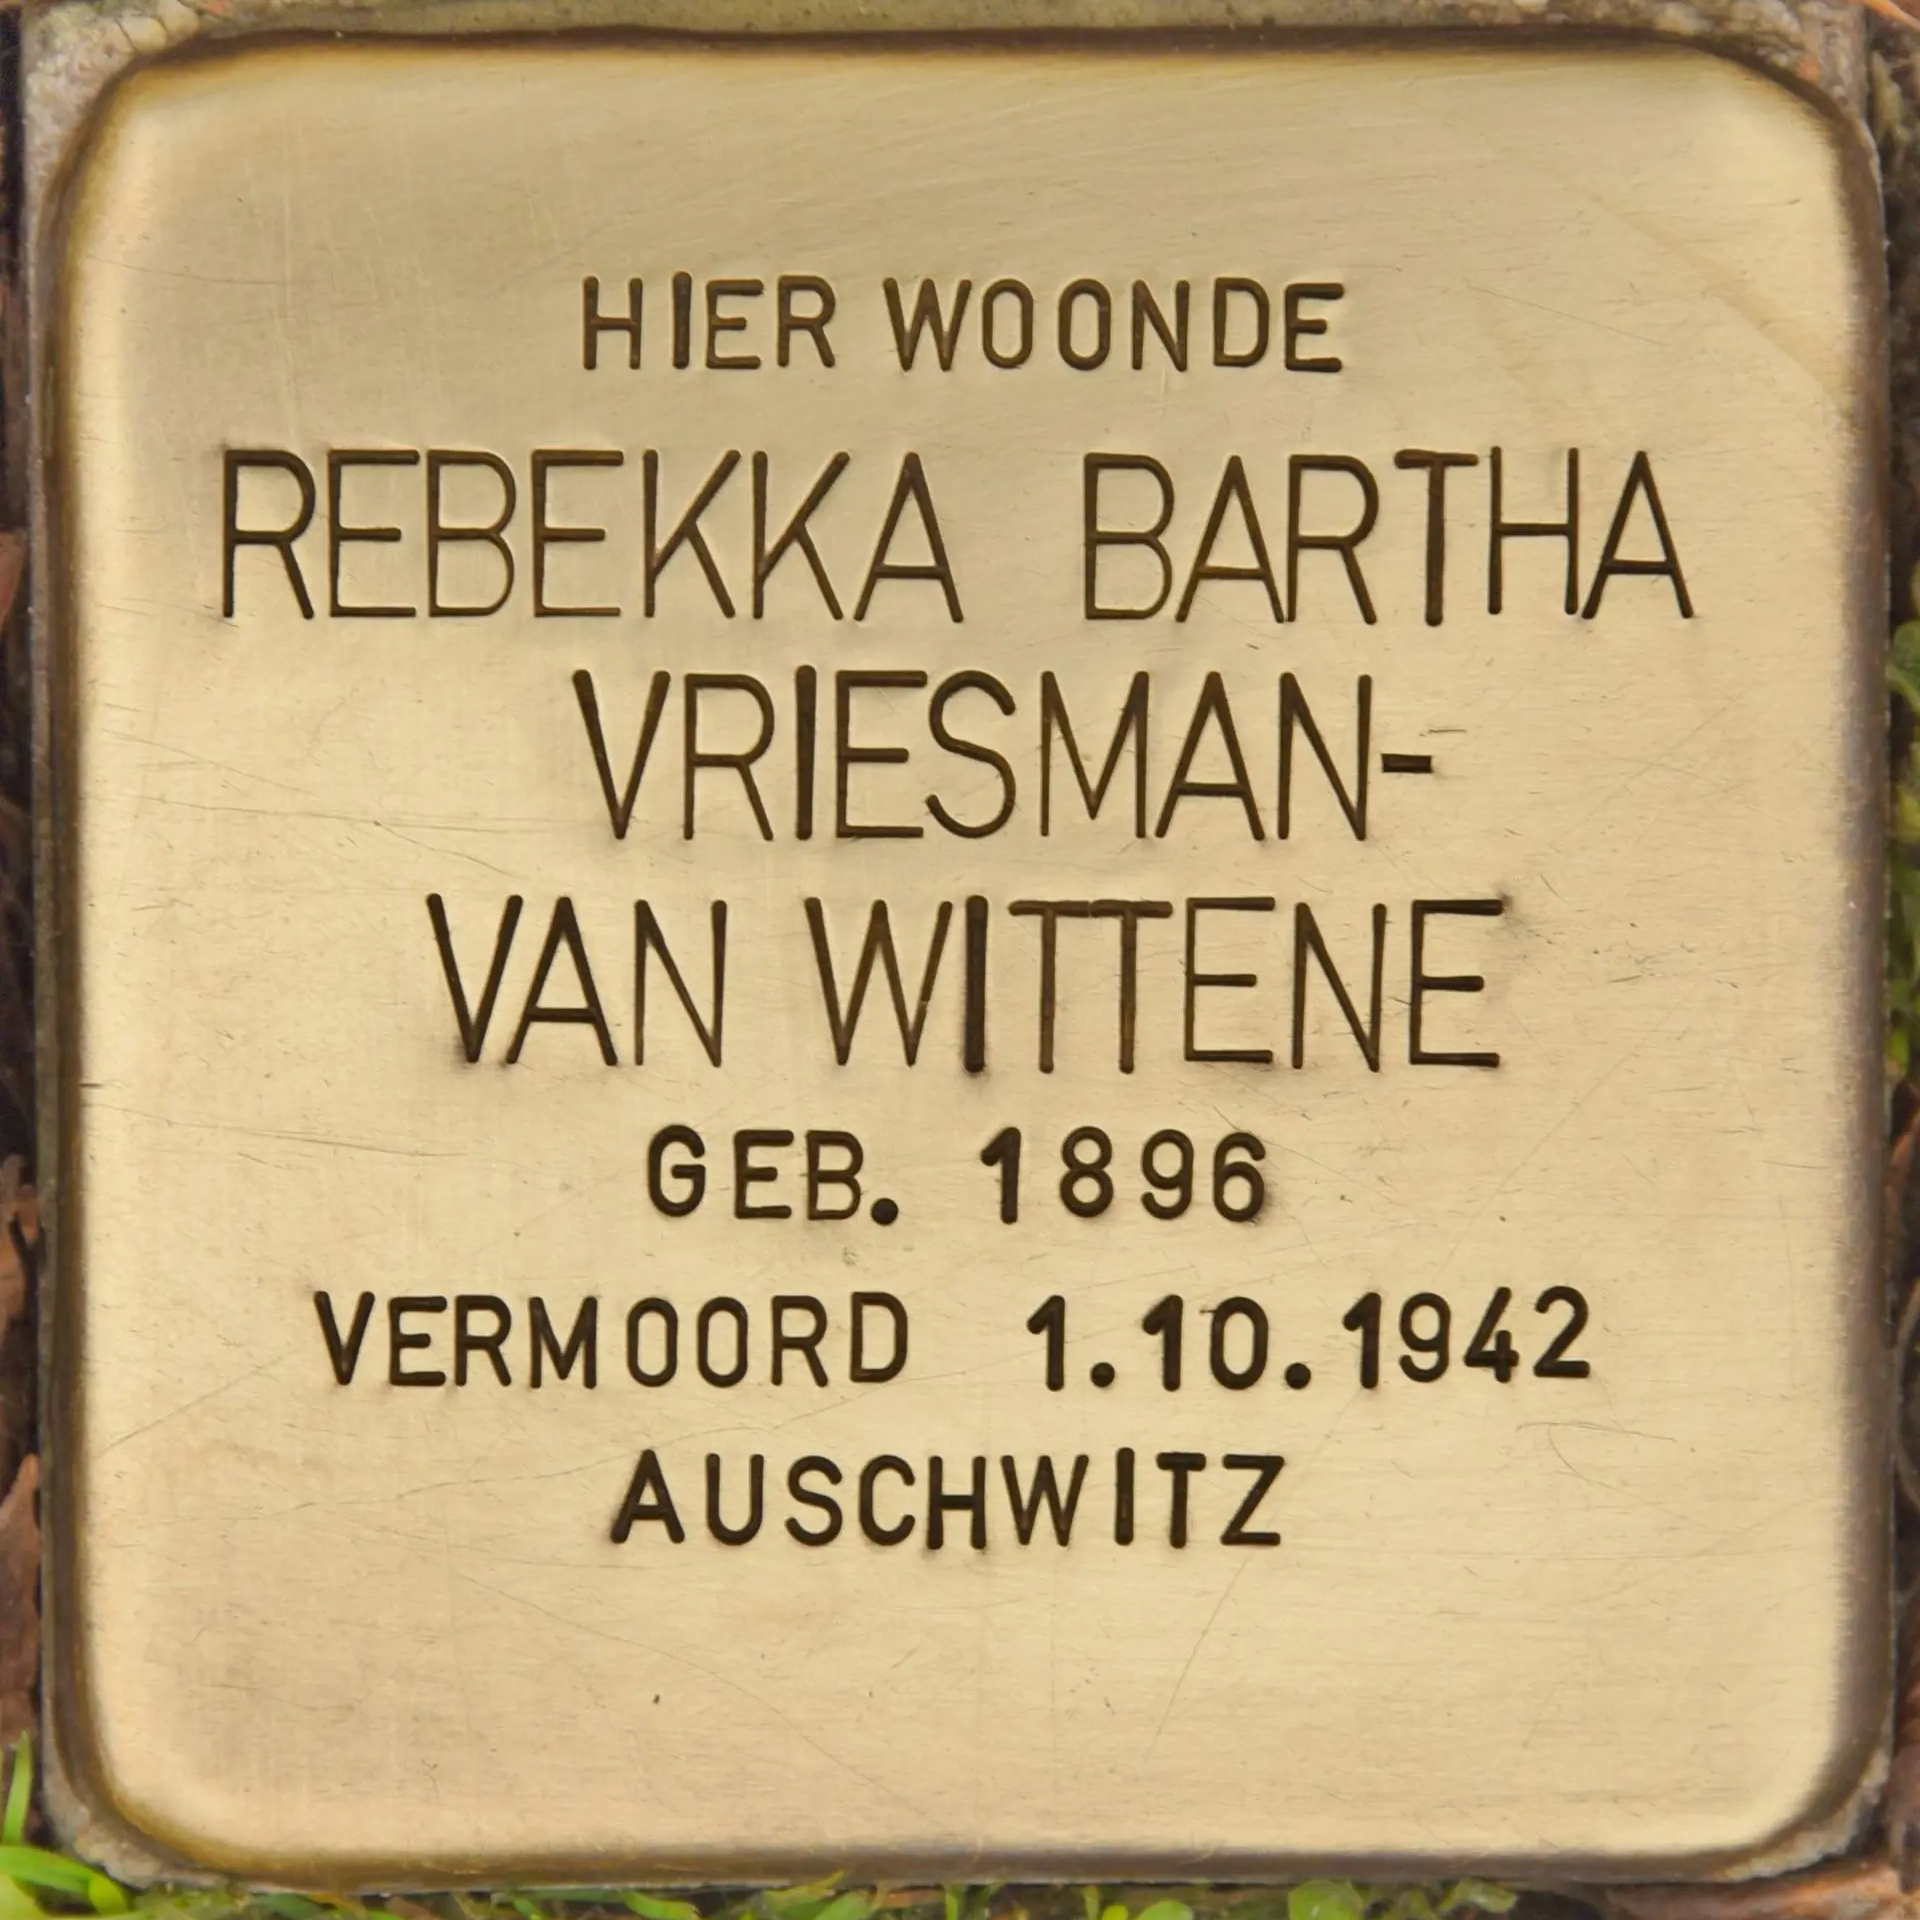 HIER WOONDE
REBEKKA BARTHA
VRIESMAN-
VAN WITTENE
GEB. 1896
VERMOORD 1.10.1942
AUSCHWITZ